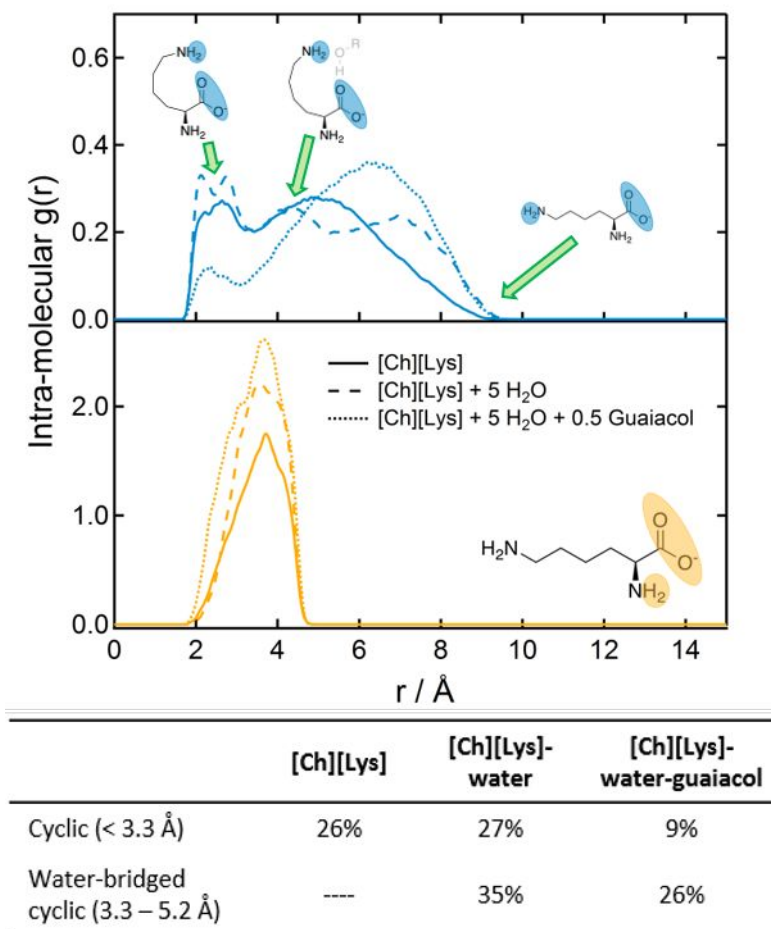 Intra-molecular g(r)
0.6
0.4
0.2
0.0
NH2
O
O-
NH2
NH2
O
R
H
O
O-
NH2
H2N
O
O-
NH2
2.0
1.0
0.0
[Ch][Lys]
[Ch][Lys] + 5 H2O
[Ch][Lys] + 5 H2O + 0.5 Guaiacol
H2N
O
O-
NH2
0 2 4 6 8 10 12 14
r / Å
[Ch][Lys] [Ch][Lys]- [Ch][Lys]-
water water-guaiacol
Cyclic (< 3.3 Å) 26% 27% 9%
Water-bridged
cyclic (3.3 – 5.2 Å) ---- 35% 26%